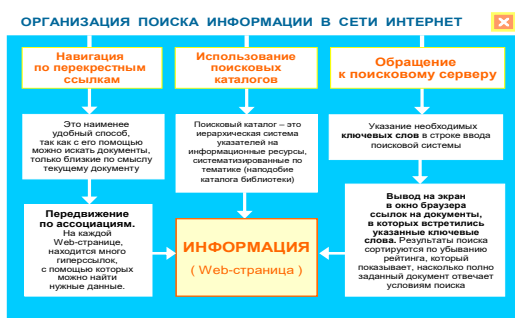 ОРГАНИЗАЦИЯ ПОИСКА ИНФОРМАЦИИ В СЕТИ ИНТЕРНЕТ
Навигация
по перекрестным
ссылкам
Использование
поисковых
каталогов
Обращение
к поисковому серверу
Это наименее
удобный способ,
так как с его помощью
можно искать документы,
только близкие по смыслу
текущему документу
Поисковый каталог – это
иерархическая система
указателей на
информационные ресурсы,
систематизированные по
тематике (наподобие
каталога библиотеки)
Указание необходимых
ключевых слов в строке ввода
поисковой системы
Передвижение
по ассоциациям.
На каждой
Web-странице,
находится много
гиперссылок,
с помощью которых
можно найти
нужные данные.
ИНФОРМАЦИЯ
( Web-страница )
Вывод на экран
в окно браузера
ссылок на документы,
в которых встретились
указанные ключевые
слова. Результаты поиска
сортируются по убыванию
рейтинга, который
показывает, насколько полно
заданный документ отвечает
условиям поиска